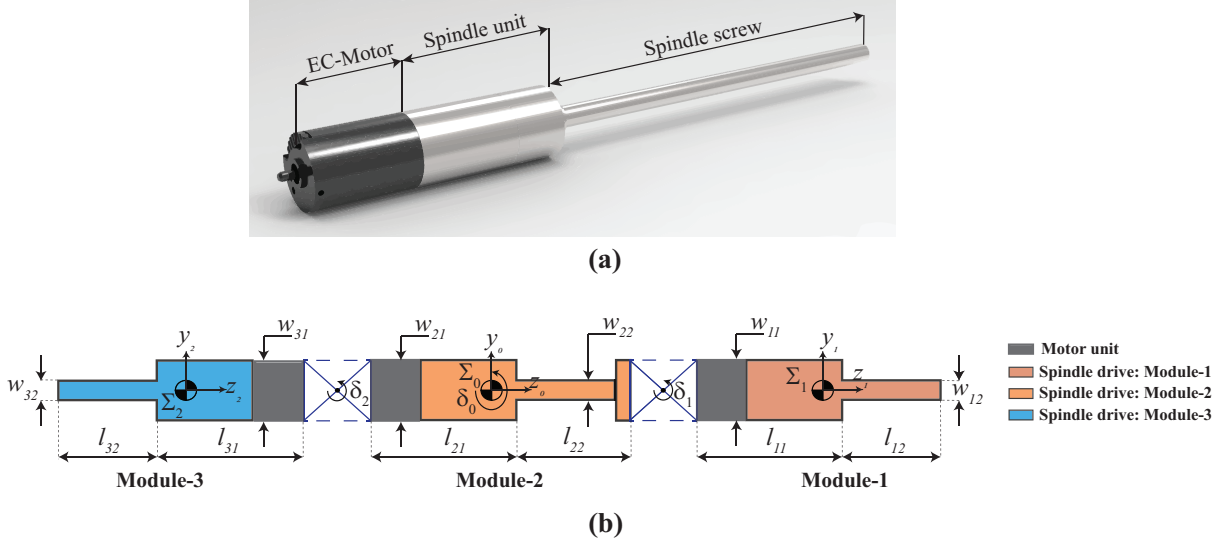 EC-Motor
Spindle unit
Spindle screw
(a)
w₃₂
y₂
Σ₂
z₂
w₃₁
δ₂
w₂₁
y₀
Σ₀
z₀
δ₀
w₂₂
δ₁
w₁₁
y₁
Σ₁
z₁
w₁₂
l₃₂
l₃₁
l₂₁
l₂₂
l₁₁
l₁₂
Module-3
Module-2
Module-1
Motor unit
Spindle drive: Module-1
Spindle drive: Module-2
Spindle drive: Module-3
(b)